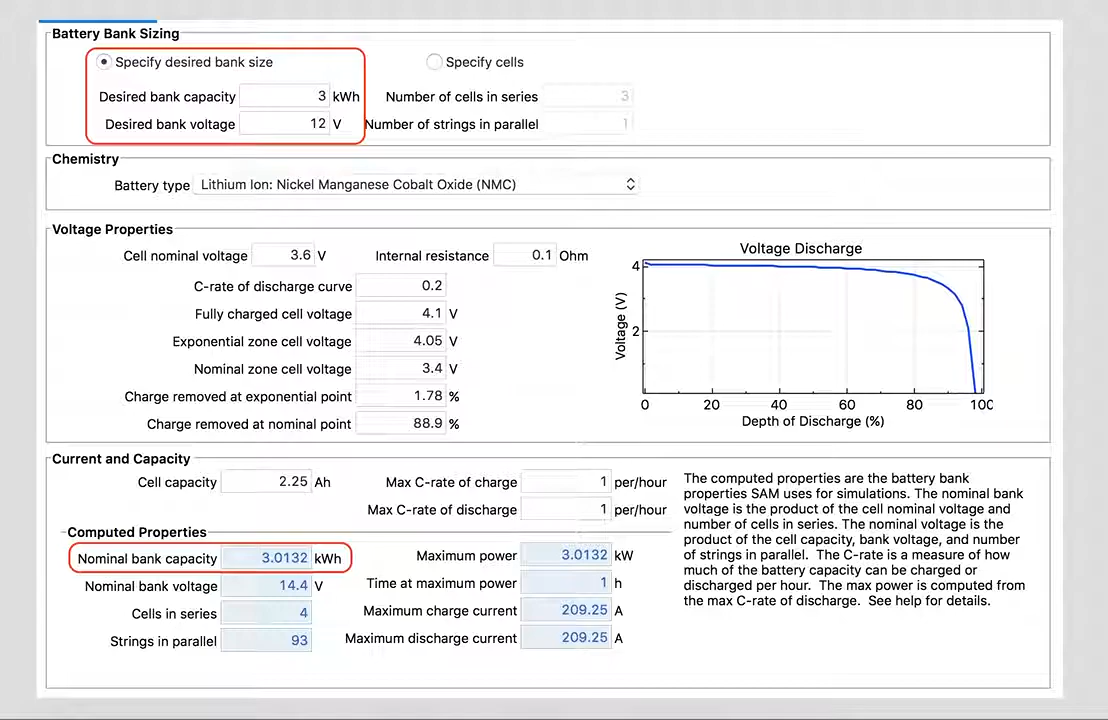 Battery Bank Sizing
Specify desired bank size
Specify cells
Desired bank capacity 3 kWh
Number of cells in series 3
Desired bank voltage 12 V
Number of strings in parallel 1
Chemistry
Battery type Lithium Ion: Nickel Manganese Cobalt Oxide (NMC)
Voltage Properties
Cell nominal voltage 3.6 V
Internal resistance 0.1 Ohm
C-rate of discharge curve 0.2
Fully charged cell voltage 4.1 V
Exponential zone cell voltage 4.05 V
Nominal zone cell voltage 3.4 V
Charge removed at exponential point 1.78 %
Charge removed at nominal point 88.9 %
Voltage Discharge
Voltage (V)
4
2
0 20 40 60 80 100
Depth of Discharge (%)
Current and Capacity
Cell capacity 2.25 Ah
Max C-rate of charge 1 per/hour
Max C-rate of discharge 1 per/hour
Computed Properties
Nominal bank capacity 3.0132 kWh
Nominal bank voltage 14.4 V
Cells in series 4
Strings in parallel 93
Maximum power 3.0132 kW
Time at maximum power 1 h
Maximum charge current 209.25 A
Maximum discharge current 209.25 A
The computed properties are the battery bank
properties SAM uses for simulations. The nominal bank
voltage is the product of the cell nominal voltage and
number of cells in series. The nominal voltage is the
product of the cell capacity, bank voltage, and number
of strings in parallel. The C-rate is a measure of how
much of the battery capacity can be charged or
discharged per hour. The max power is computed from
the max C-rate of discharge. See help for details.